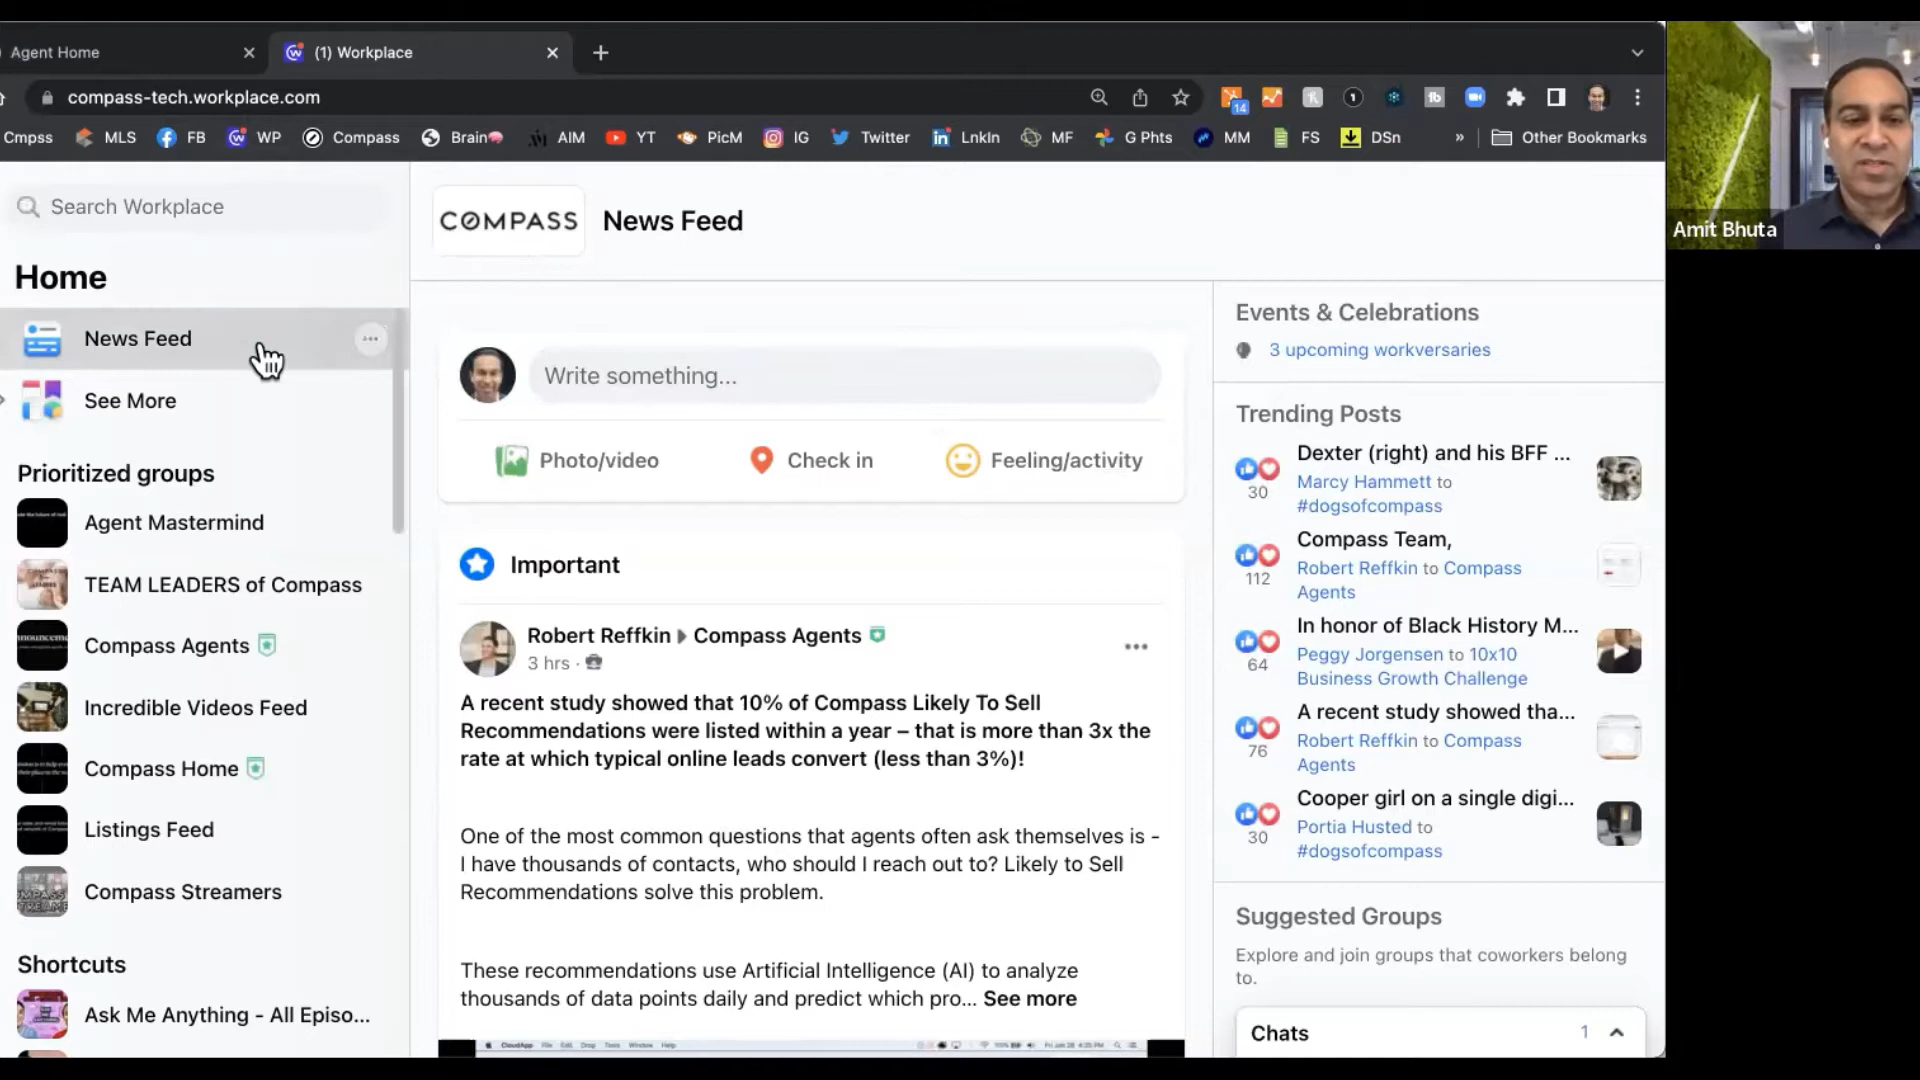 Agent Home
(1) Workplace
compass-tech.workplace.com
14
Cmpss
MLS
FB
WP
Compass
Brain
AIM
YT
PicM
IG
Twitter
LnkIn
MF
G Phts
MM
FS
DSn
»
Other Bookmarks
Amit Bhuta
Search Workplace
Home
News Feed
See More
Prioritized groups
Agent Mastermind
TEAM LEADERS of Compass
Compass Agents
Incredible Videos Feed
Compass Home
Listings Feed
Compass Streamers
Shortcuts
Ask Me Anything - All Episo...
COMPASS
News Feed
Write something...
Photo/video
Check in
Feeling/activity
Important
Robert Reffkin
Compass Agents
3 hrs ·
A recent study showed that 10% of Compass Likely To Sell
Recommendations were listed within a year – that is more than 3x the
rate at which typical online leads convert (less than 3%)!
One of the most common questions that agents often ask themselves is -
I have thousands of contacts, who should I reach out to? Likely to Sell
Recommendations solve this problem.
These recommendations use Artificial Intelligence (AI) to analyze
thousands of data points daily and predict which pro... See more
CloudApp File Edit Drop Tools Window Help
Events & Celebrations
3 upcoming workversaries
Trending Posts
Dexter (right) and his BFF ...
Marcy Hammett to
#dogsofcompass
30
Compass Team,
Robert Reffkin to Compass
Agents
112
In honor of Black History M...
Peggy Jorgensen to 10x10
Business Growth Challenge
64
A recent study showed tha...
Robert Reffkin to Compass
Agents
76
Cooper girl on a single digi...
Portia Husted to
#dogsofcompass
30
Suggested Groups
Explore and join groups that coworkers belong
to.
Chats
1